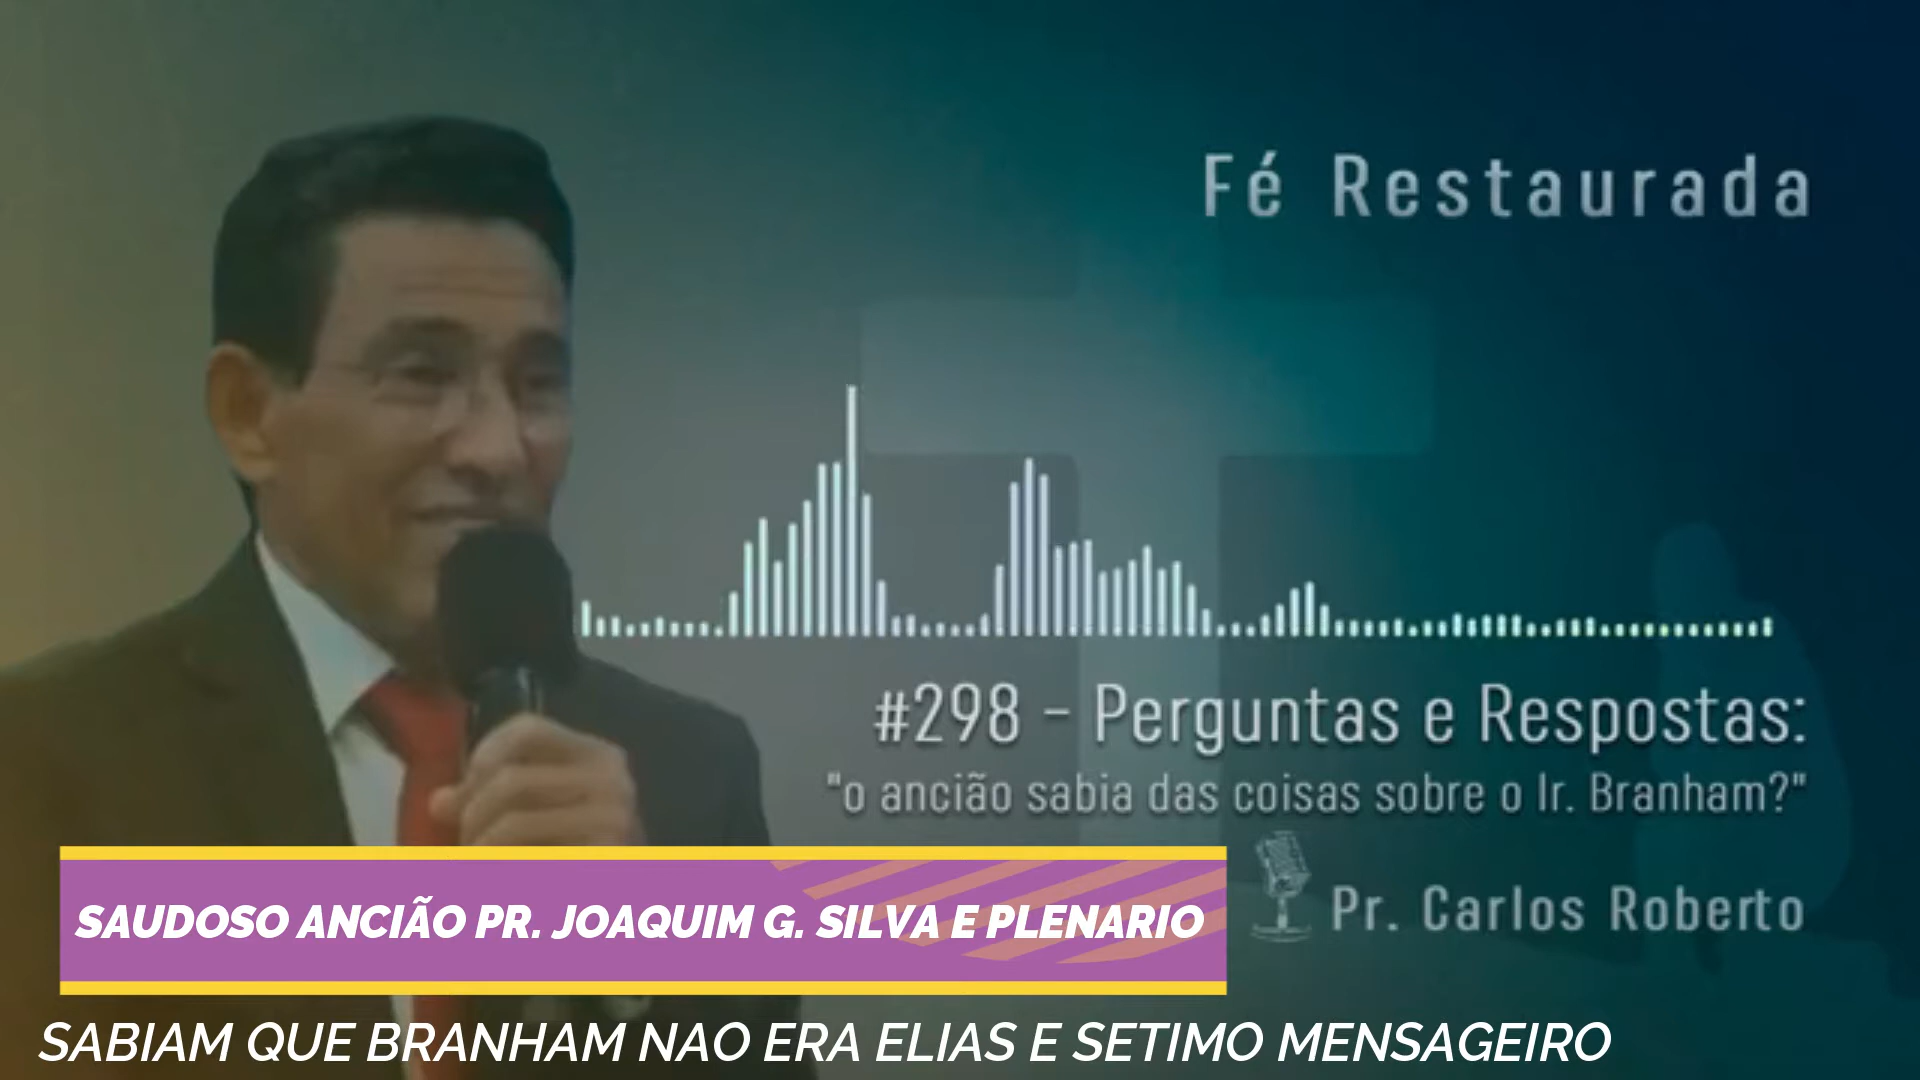 Fé Restaurada
#298 - Perguntas e Respostas:
"o ancião sabia das coisas sobre o Ir. Branham?"
Pr. Carlos Roberto
SAUDOSO ANCIÃO PR. JOAQUIM G. SILVA E PLENARIO
SABIAM QUE BRANHAM NAO ERA ELIAS E SETIMO MENSAGEIRO